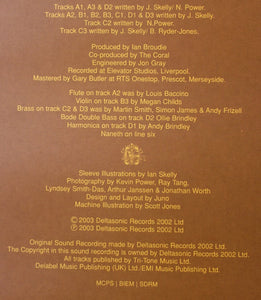 Tracks A1, A3 & D2 written by J. Skelly/ N. Power.
Tracks A2, B1, B2, B3, C1, D1 & D3 written by J. Skelly.
Track C2 written by N.Power.
Track C3 written by J. Skelly/ B. Ryder-Jones.
Produced by Ian Broudie
Co-produced by The Coral
Engineered by Jon Gray
Recorded at Elevator Studios, Liverpool.
Mastered by Gary Butler at RTS Onestop, Prescot, Merseyside.
Flute on track A2 was by Louis Baccino
Violin on track B3 by Megan Childs
Brass on track C2 & D3 was by Martin Smith, Simon James & Andy Frizell
Bode Double Bass on track D2 Ollie Brindley
Harmonica on track D1 by Andy Brindley
Naneth on line six
Sleeve Illustrations by Ian Skelly
Photography by Kevin Power, Ray Tang,
Lyndsey Smith-Das, Arthur Janssen & Jonathan Worth
Design and Layout by Juno
Machine Illustration by Scott Jones
© 2003 Deltasonic Records 2002 Ltd
℗ 2003 Deltasonic Records 2002 Ltd
Original Sound Recording made by Deltasonic Records 2002 Ltd.
The Copyright in this sound recording is owned by Deltasonic Records 2002 Ltd.
All tracks published by Tri-Tone Music Ltd.
Delabel Music Publishing (UK) Ltd./EMI Music Publishing Ltd.
MCPS | BIEM | SDRM